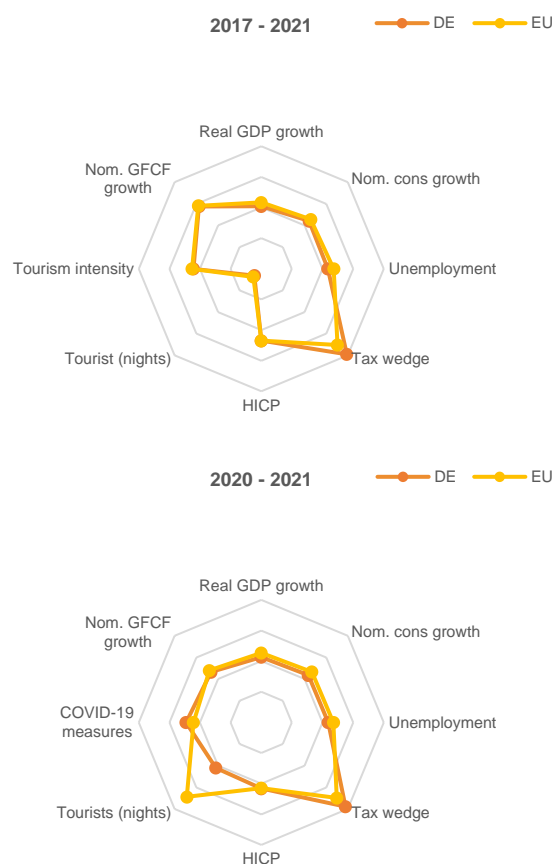 2017 - 2021
DE
EU
Real GDP growth
Nom. GFCF
growth
Nom. cons growth
Tourism intensity
Unemployment
Tourist (nights)
Tax wedge
HICP
2020 - 2021
DE
EU
Real GDP growth
Nom. GFCF
growth
Nom. cons growth
COVID-19
measures
Unemployment
Tourists (nights)
Tax wedge
HICP